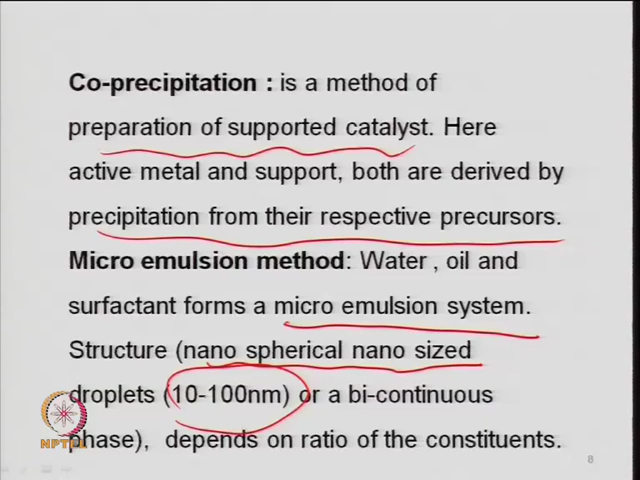 Co-precipitation : is a method of
preparation of supported catalyst. Here
active metal and support, both are derived by
precipitation from their respective precursors.
Micro emulsion method: Water , oil and
surfactant forms a micro emulsion system.
Structure (nano spherical nano sized
droplets (10-100nm) or a bi-continuous
phase), depends on ratio of the constituents.
NPTEL
8